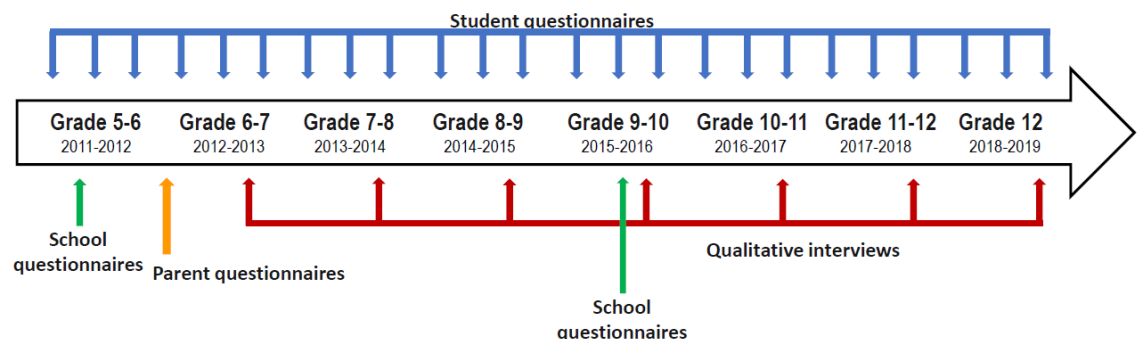 Student questionnaires
Grade 5-6
2011-2012
Grade 6-7
2012-2013
Grade 7-8
2013-2014
Grade 8-9
2014-2015
Grade 9-10
2015-2016
Grade 10-11
2016-2017
Grade 11-12
2017-2018
Grade 12
2018-2019
School
questionnaires
Parent questionnaires
Qualitative interviews
School
questionnaires